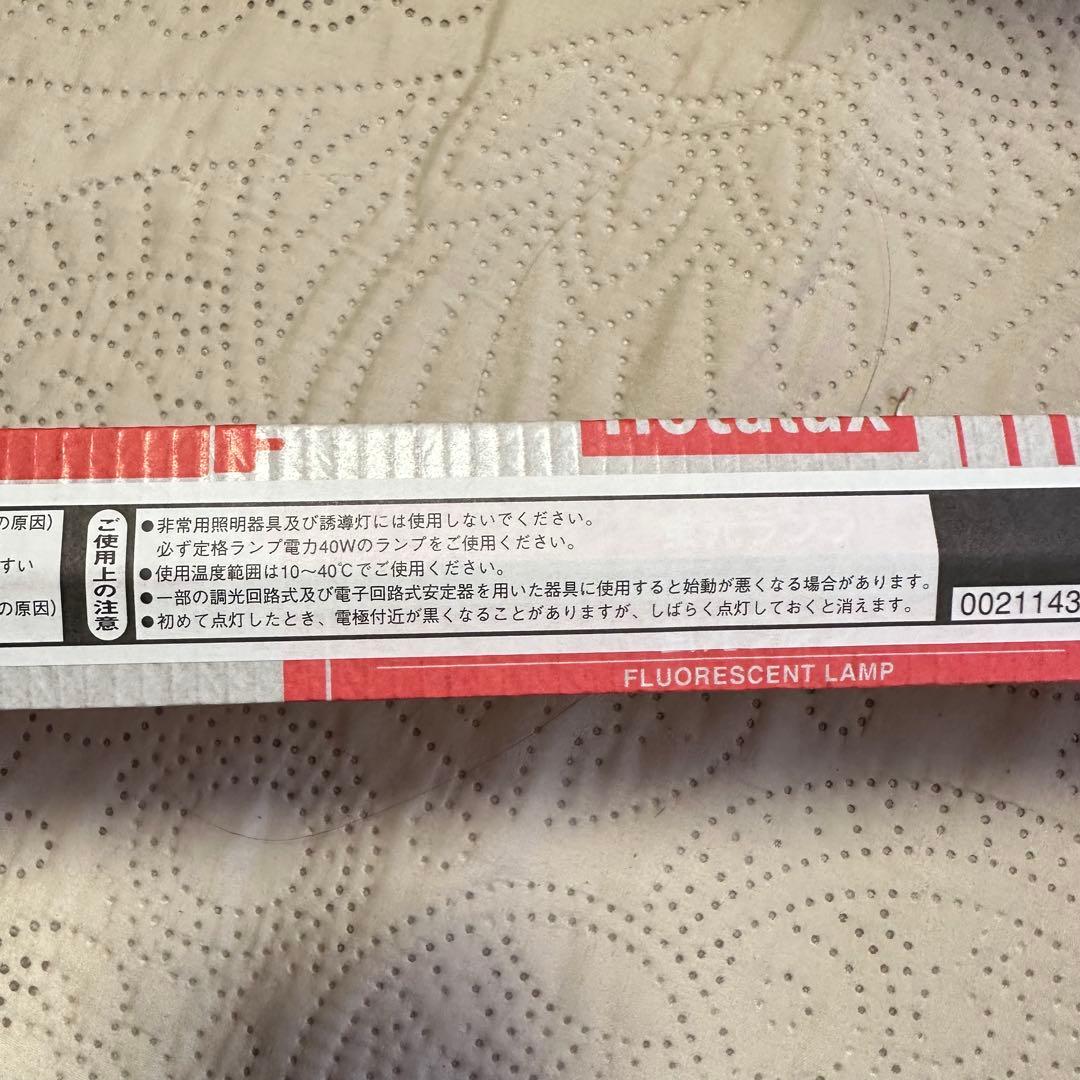 hotalux
の原因)
すい
の原因)
ご使用上の注意
●非常用照明器具及び誘導灯には使用しないでください。
必ず定格ランプ電力40Wのランプをご使用ください。
●使用温度範囲は10～40℃でご使用ください。
●一部の調光回路式及び電子回路式安定器を用いた器具に使用すると始動が悪くなる場合があります。
●初めて点灯したとき、電極付近が黒くなることがありますが、しばらく点灯しておくと消えます。
0021143
FLUORESCENT LAMP